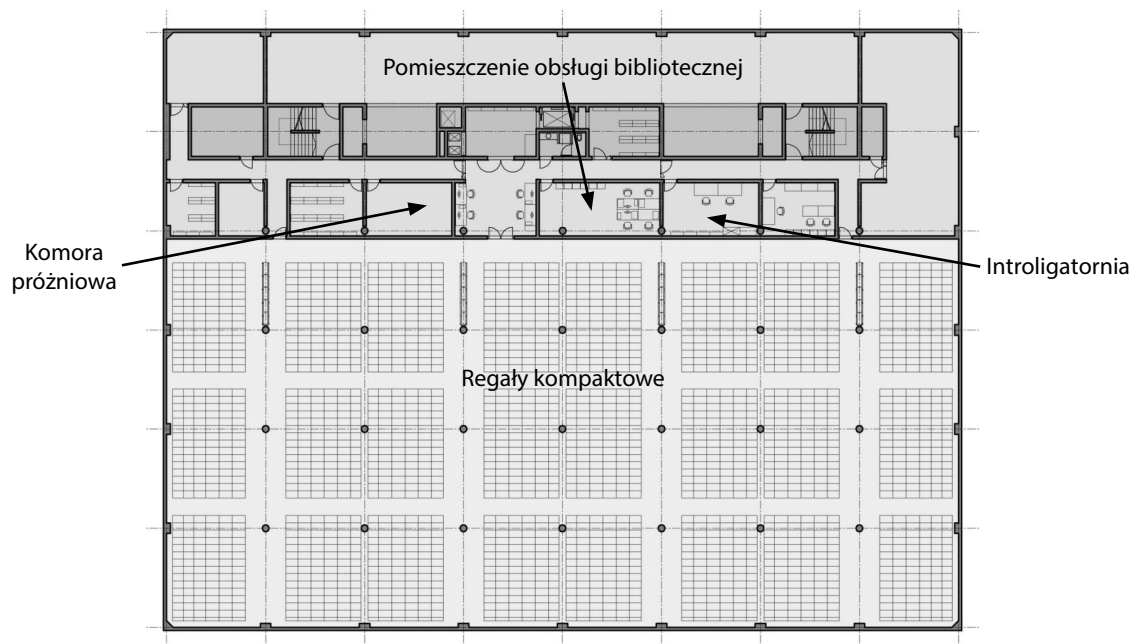 Pomieszczenie obsługi bibliotecznej
Komora
próżniowa
Introligatornia
Regały kompaktowe